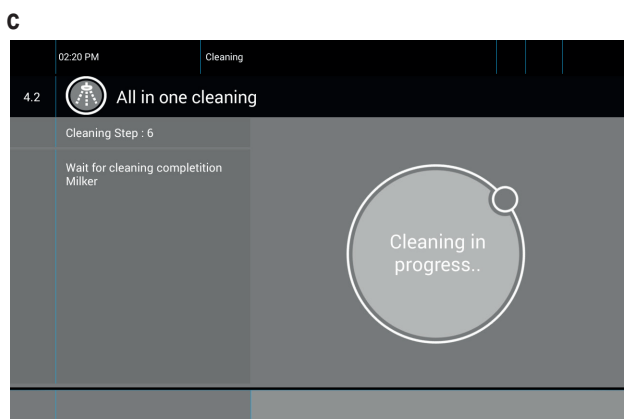 c
02:20 PM Cleaning
4.2 All in one cleaning
Cleaning Step : 6
Wait for cleaning completition
Milker
Cleaning in
progress..